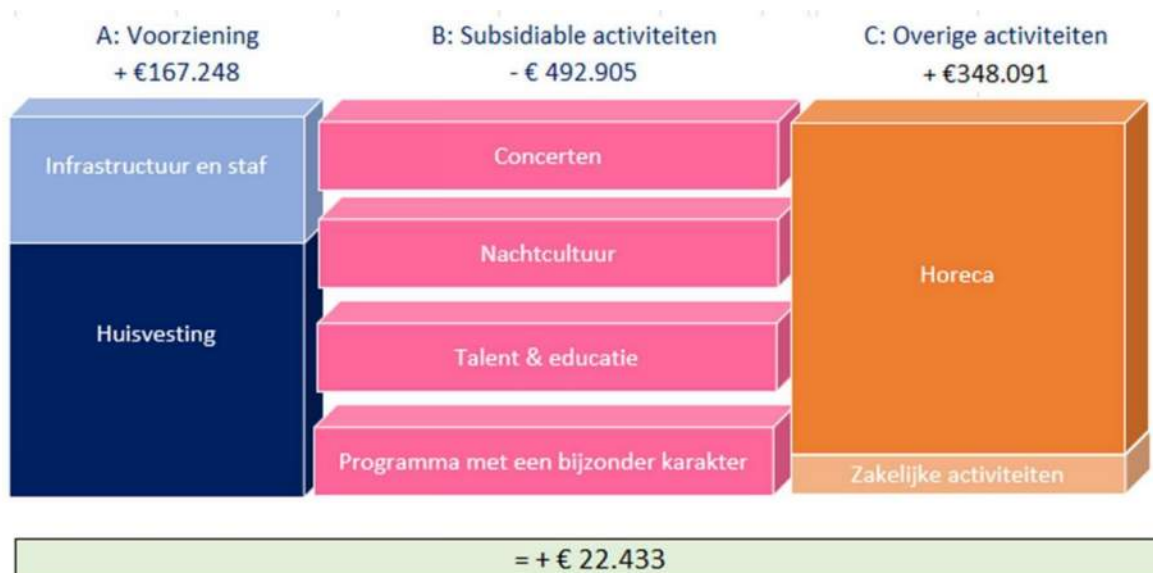 A: Voorziening
+ €167.248
B: Subsidiable activiteiten
- € 492.905
C: Overige activiteiten
+ €348.091
Infrastructuur en staf
Huisvesting
Concerten
Nachtcultuur
Talent & educatie
Programma met een bijzonder karakter
Horeca
Zakelijke activiteiten
= + € 22.433